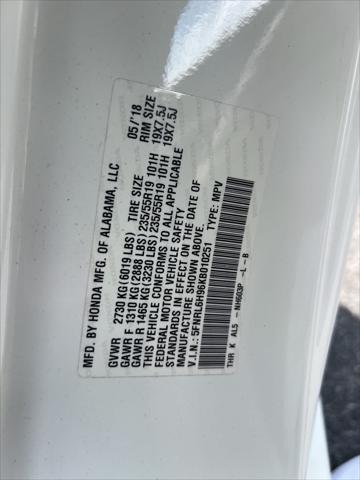 MFD. BY HONDA MFG. OF ALABAMA, LLC 05/'18
GVWR 2730 KG (6019 LBS) TIRE SIZE RIM SIZE
GAWR F 1310 KG (2888 LBS) 235/55R19 101H 19X7.5J
GAWR R 1465 KG (3230 LBS) 235/55R19 101H 19X7.5J
THIS VEHICLE CONFORMS TO ALL APPLICABLE
FEDERAL MOTOR VEHICLE SAFETY
STANDARDS IN EFFECT ON THE DATE OF
MANUFACTURE SHOWN ABOVE.
V.I.N.: 5FNRL6H96KB010251 TYPE: MPV
THR K AL5 - NH603P -L - B